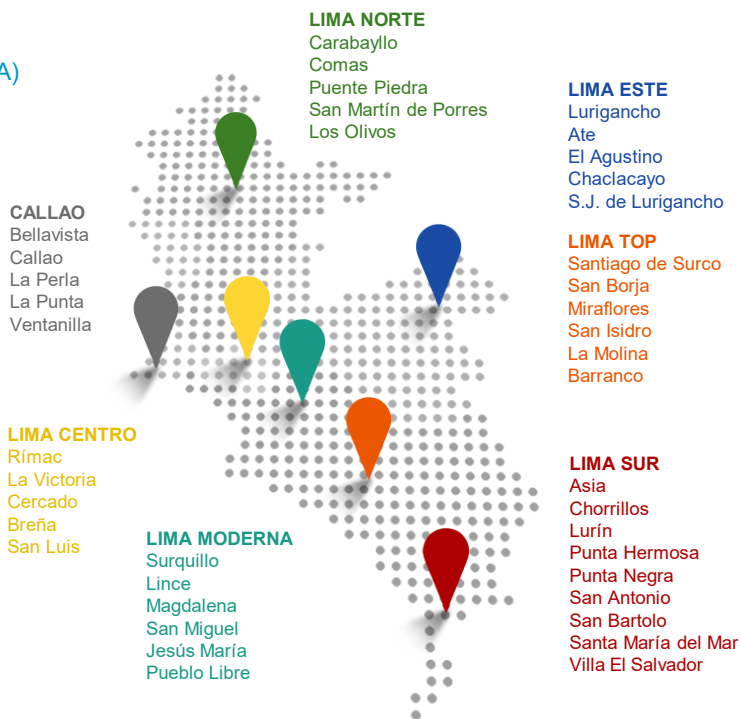 A)
LIMA NORTE
Carabayllo
Comas
Puente Piedra
San Martín de Porres
Los Olivos
LIMA ESTE
Lurigancho
Ate
El Agustino
Chaclacayo
S.J. de Lurigancho
CALLAO
Bellavista
Callao
La Perla
La Punta
Ventanilla
LIMA TOP
Santiago de Surco
San Borja
Miraflores
San Isidro
La Molina
Barranco
LIMA CENTRO
Rímac
La Victoria
Cercado
Breña
San Luis
LIMA MODERNA
Surquillo
Lince
Magdalena
San Miguel
Jesús María
Pueblo Libre
LIMA SUR
Asia
Chorrillos
Lurín
Punta Hermosa
Punta Negra
San Antonio
San Bartolo
Santa María del Mar
Villa El Salvador